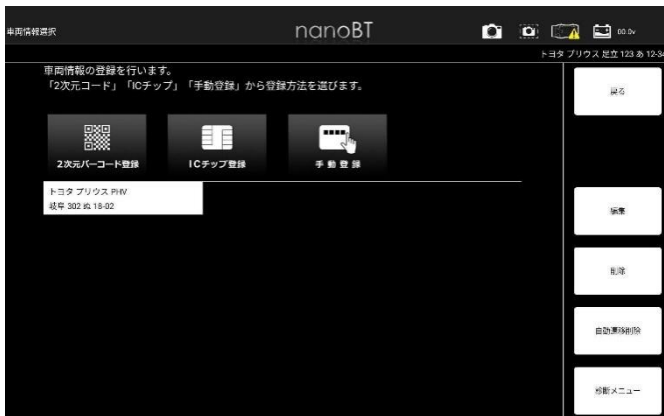 車両情報選択
nanoBT
00.0v
トヨタ プリウス 足立 123 あ 12-34
車両情報の登録を行います。
「2次元コード」「ICチップ」「手動登録」から登録方法を選びます。
2次元バーコード登録
ICチップ登録
手動登録
トヨタ プリウス PHV
岐阜 302 ぬ 18-02
戻る
編集
削除
自動遷移削除
診断メニュー